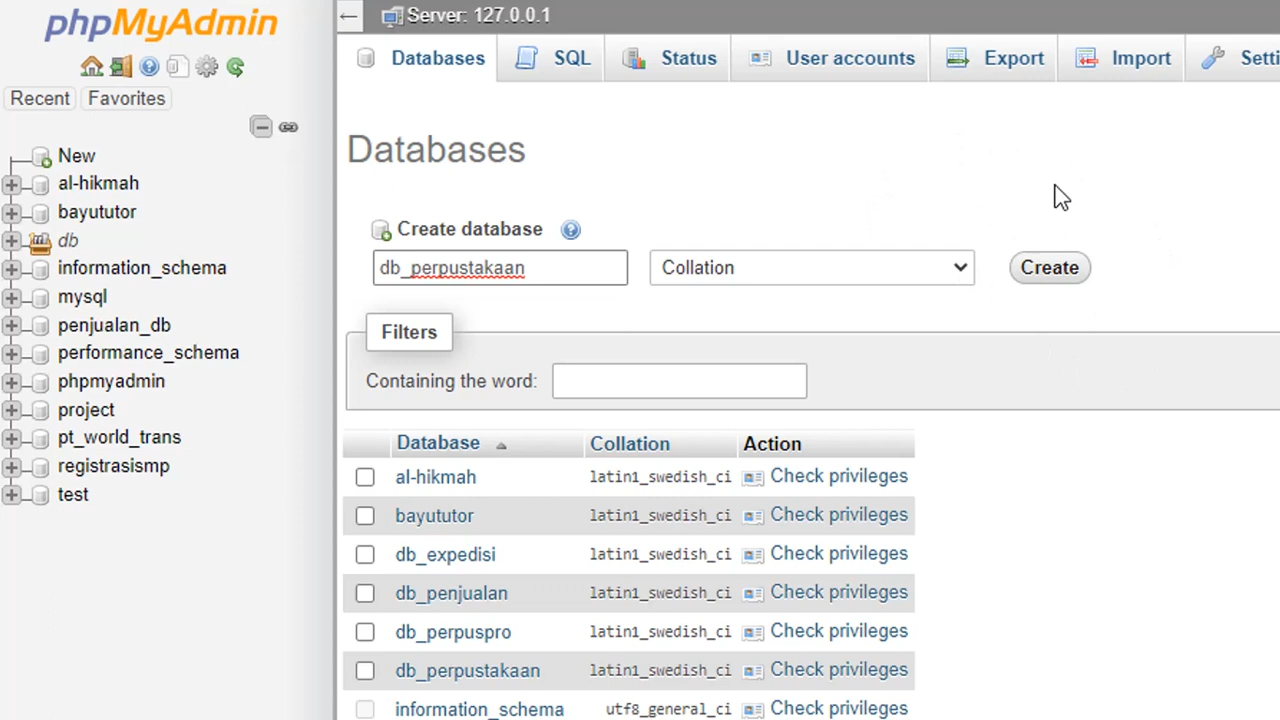 phpMyAdmin
Recent Favorites
New
al-hikmah
bayututor
db
information_schema
mysql
penjualan_db
performance_schema
phpmyadmin
project
pt_world_trans
registrasismp
test
Server: 127.0.0.1
Databases SQL Status User accounts Export Import Setti
Databases
Create database
db_perpustakaan Collation Create
Filters
Containing the word:
Database Collation Action
al-hikmah latin1_swedish_ci Check privileges
bayututor latin1_swedish_ci Check privileges
db_expedisi latin1_swedish_ci Check privileges
db_penjualan latin1_swedish_ci Check privileges
db_perpuspro latin1_swedish_ci Check privileges
db_perpustakaan latin1_swedish_ci Check privileges
information_schema utf8_general_ci Check privileges